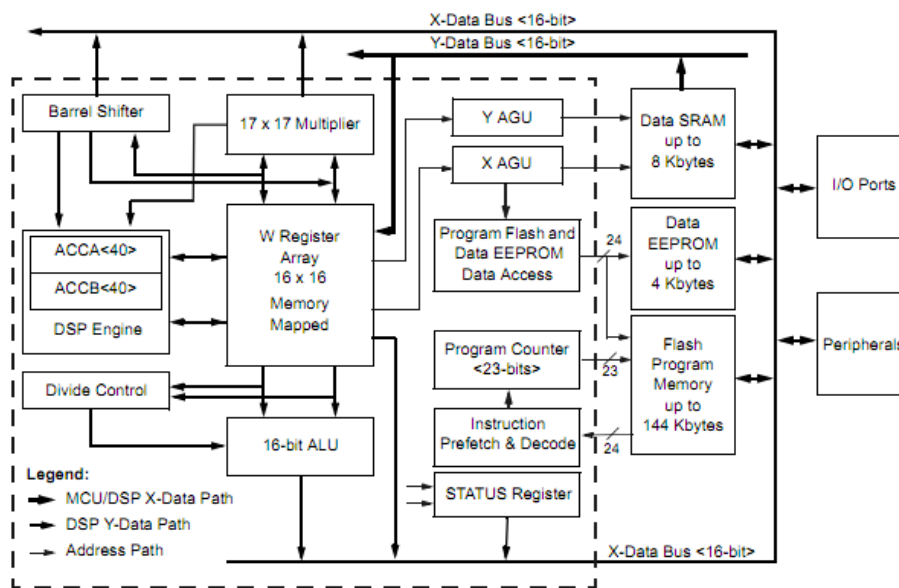 X-Data Bus <16-bit>
Y-Data Bus <16-bit>
Barrel Shifter
17 x 17 Multiplier
Y AGU
X AGU
Data SRAM
up to
8 Kbytes
I/O Ports
ACCA<40>
ACCB<40>
DSP Engine
W Register
Array
16 x 16
Memory
Mapped
Program Flash and
Data EEPROM
Data Access
24
Data
EEPROM
up to
4 Kbytes
Program Counter
<23-bits>
23
Flash
Program
Memory
up to
144 Kbytes
Peripherals
Divide Control
16-bit ALU
Instruction
Prefetch & Decode
24
STATUS Register
Legend:
MCU/DSP X-Data Path
DSP Y-Data Path
Address Path
X-Data Bus <16-bit>